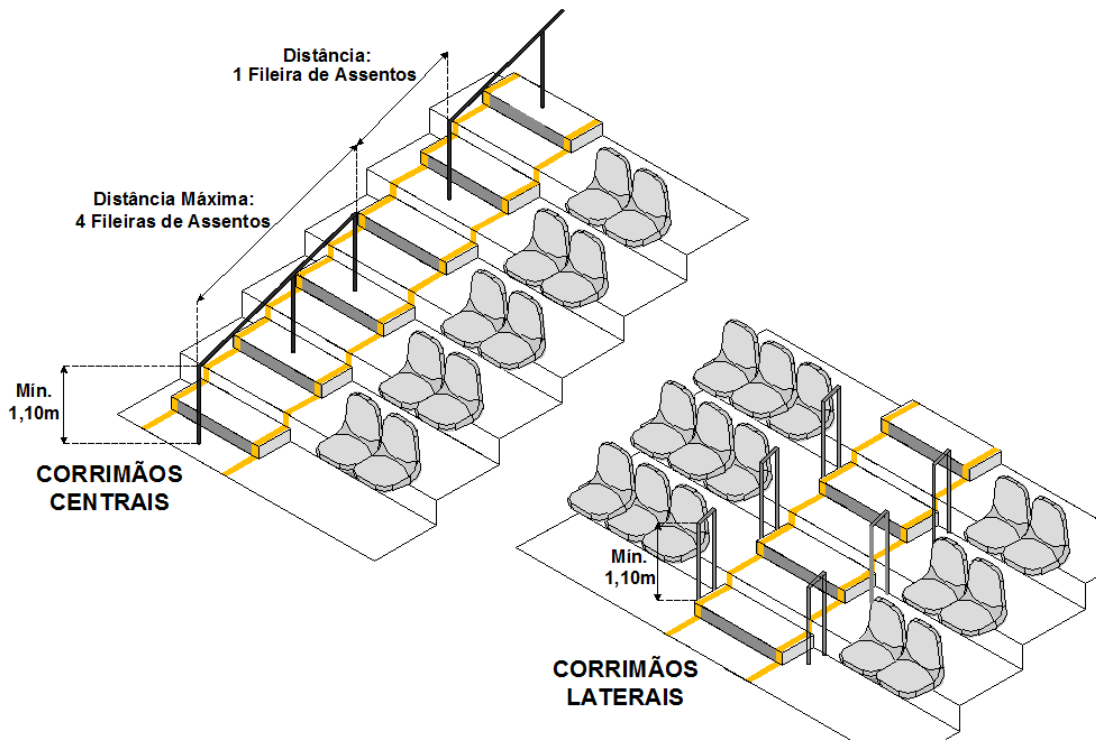 Distância:
1 Fileira de Assentos
Distância Máxima:
4 Fileiras de Assentos
Mín.
1,10m
CORRIMÃOS
CENTRAIS
Mín.
1,10m
CORRIMÃOS
LATERAIS